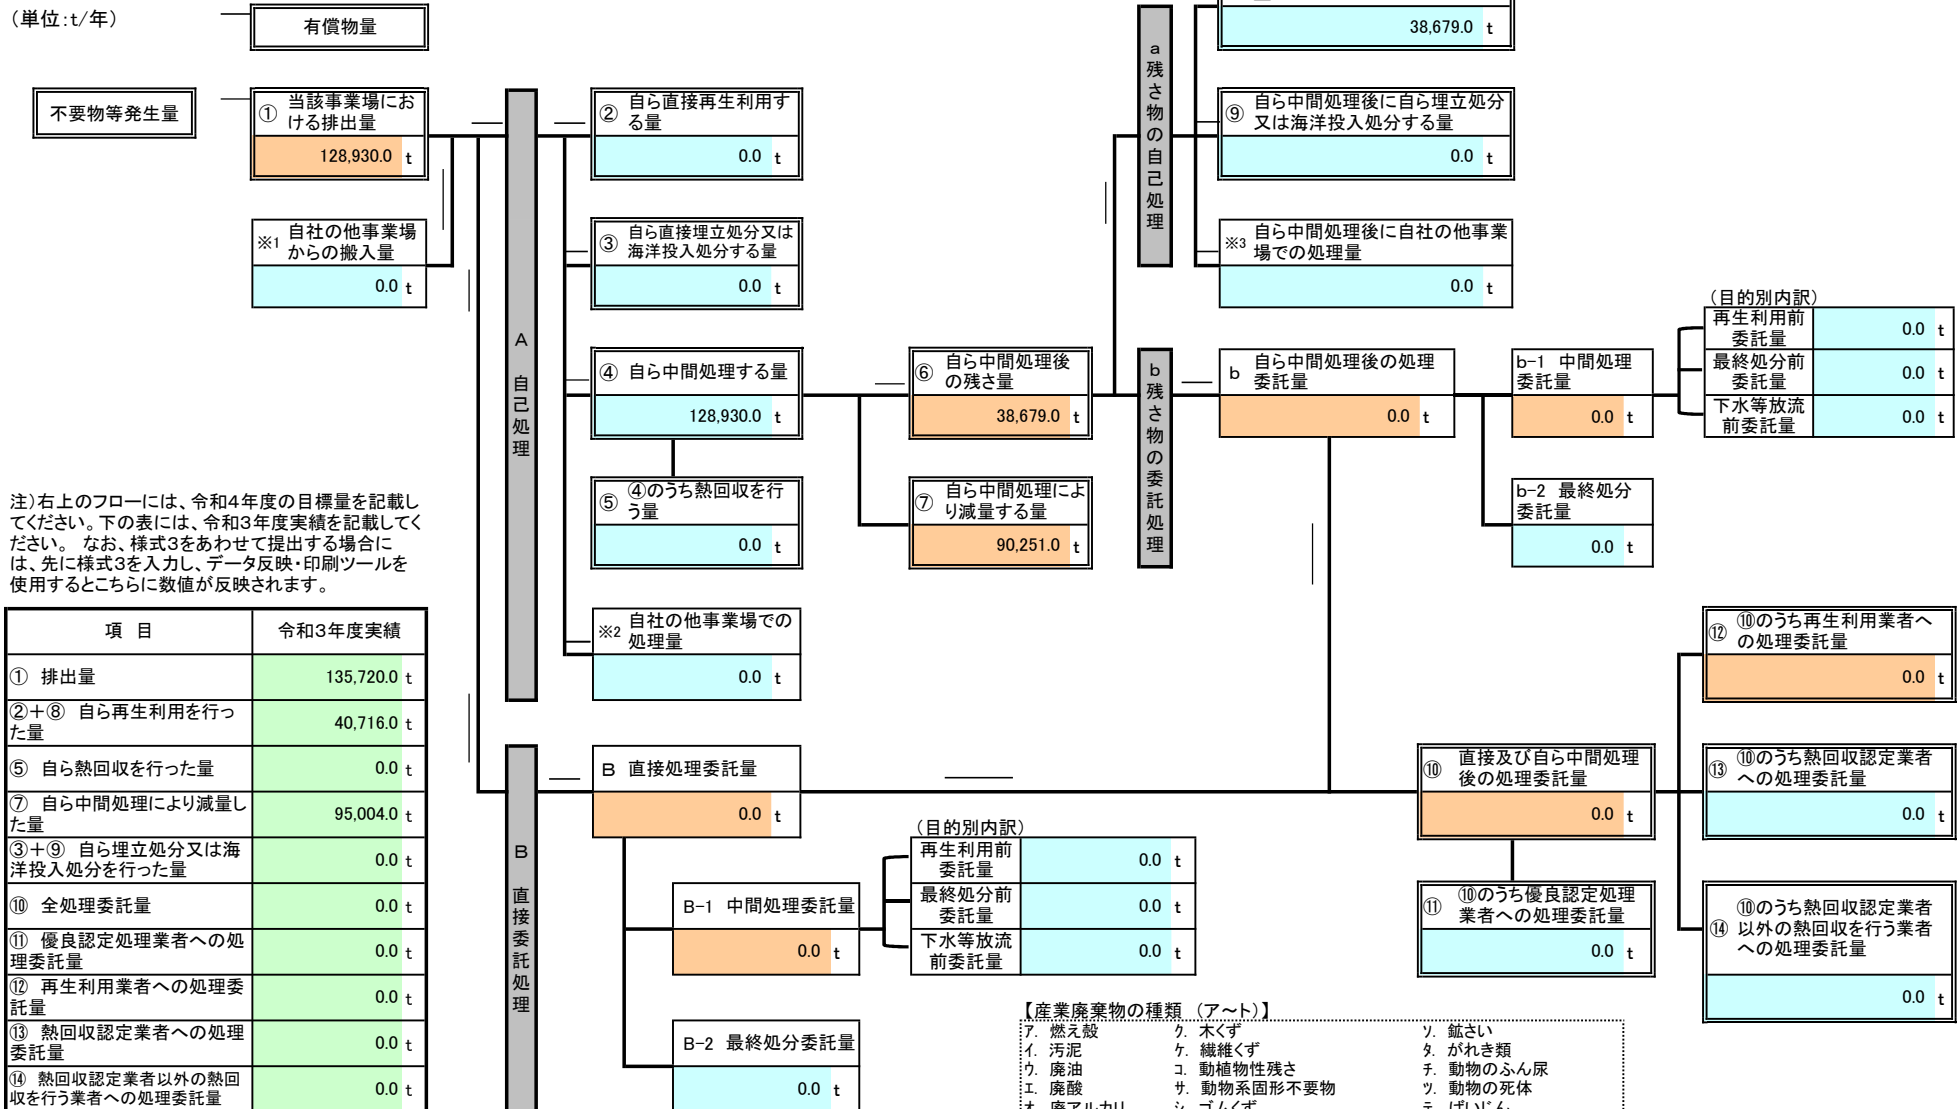 (単位:t/年)
有償物量
38,679.0 t
不要物等発生量
① 当該事業場にお
ける排出量
128,930.0 t
※1 自社の他事業場
からの搬入量
0.0 t
A 自己処理
② 自ら直接再生利用す
る量
0.0 t
③ 自ら直接埋立処分又は
海洋投入処分する量
0.0 t
④ 自ら中間処理する量
128,930.0 t
⑤ ④のうち熱回収を行
う量
0.0 t
※2 自社の他事業場での
処理量
0.0 t
⑥ 自ら中間処理後
の残さ量
38,679.0 t
⑦ 自ら中間処理によ
り減量する量
90,251.0 t
a 残さ物の自己処理
⑨ 自ら中間処理後に自ら埋立処分
又は海洋投入処分する量
0.0 t
※3 自ら中間処理後に自社の他事業
場での処理量
0.0 t
b 残さ物の委託処理
b 自ら中間処理後の処理
委託量
0.0 t
b-1 中間処理
委託量
0.0 t
(目的別内訳)
再生利用前
委託量
0.0 t
最終処分前
委託量
0.0 t
下水等放流
前委託量
0.0 t
b-2 最終処分
委託量
0.0 t
注)右上のフローには、令和4年度の目標量を記載し
てください。下の表には、令和3年度実績を記載してく
ださい。 なお、様式3をあわせて提出する場合に
は、先に様式3を入力し、データ反映・印刷ツールを
使用するとこちらに数値が反映されます。
項 目 令和3年度実績
① 排出量 135,720.0 t
②+⑧ 自ら再生利用を行っ
た量 40,716.0 t
⑤ 自ら熱回収を行った量 0.0 t
⑦ 自ら中間処理により減量し
た量 95,004.0 t
③+⑨ 自ら埋立処分又は海
洋投入処分を行った量 0.0 t
⑩ 全処理委託量 0.0 t
⑪ 優良認定処理業者への処
理委託量 0.0 t
⑫ 再生利用業者への処理委
託量 0.0 t
⑬ 熱回収認定業者への処理
委託量 0.0 t
⑭ 熱回収認定業者以外の熱回
収を行う業者への処理委託量 0.0 t
B 直接委託処理
B 直接処理委託量
0.0 t
B-1 中間処理委託量
0.0 t
(目的別内訳)
再生利用前
委託量
0.0 t
最終処分前
委託量
0.0 t
下水等放流
前委託量
0.0 t
B-2 最終処分委託量
0.0 t
⑩ 直接及び自ら中間処理
後の処理委託量
0.0 t
⑪ ⑩のうち優良認定処理
業者への処理委託量
0.0 t
⑫ ⑩のうち再生利用業者へ
の処理委託量
0.0 t
⑬ ⑩のうち熱回収認定業者
への処理委託量
0.0 t
⑭ ⑩のうち熱回収認定業者
以外の熱回収を行う業者
への処理委託量
0.0 t
【産業廃棄物の種類 (ア～ト)】
ア. 燃え殻 ク. 木くず ソ. 鉱さい
イ. 汚泥 ケ. 繊維くず タ. がれき類
ウ. 廃油 コ. 動植物性残さ チ. 動物のふん尿
エ. 廃酸 サ. 動物系固形不要物 ツ. 動物の死体
オ. 廃アルカリ シ. ゴムくず テ. ばいじん